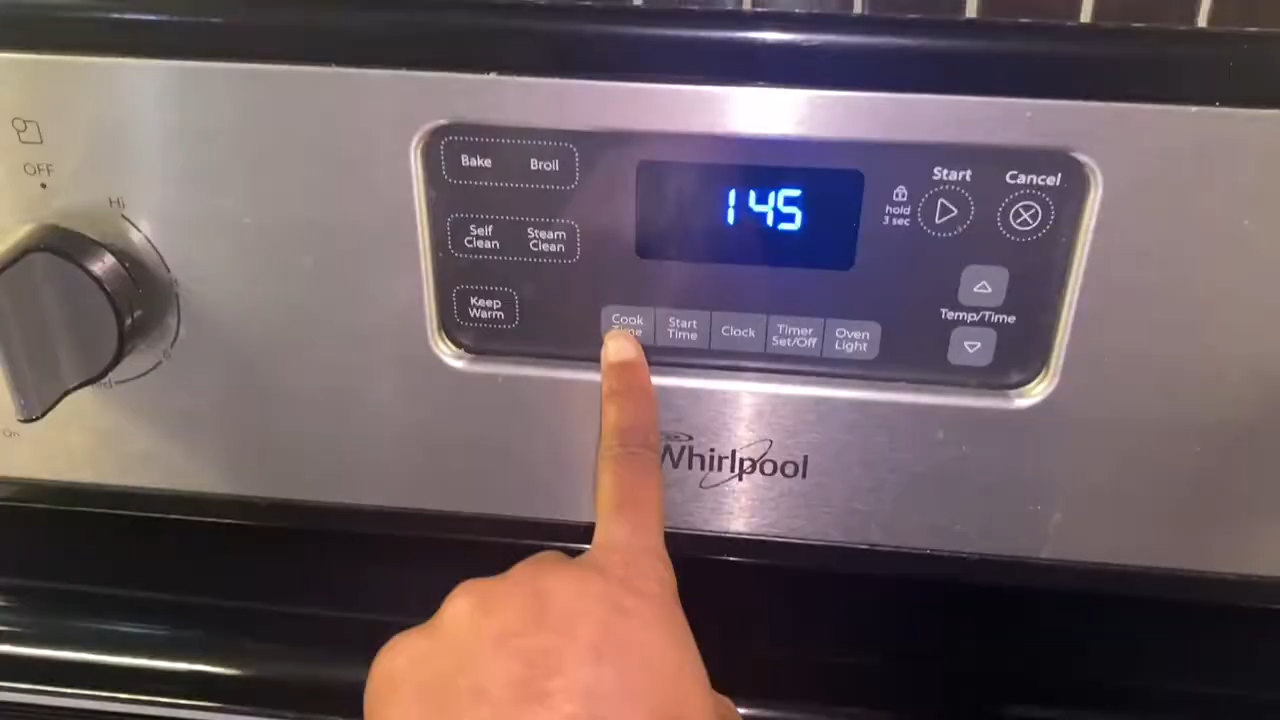 OFF
Hi
Bake
Broil
145
Start
Cancel
hold
3 sec
Self
Clean
Steam
Clean
Keep
Warm
Cook
Start
Time
Clock
Timer
Set/Off
Oven
Light
Temp/Time
Whirlpool